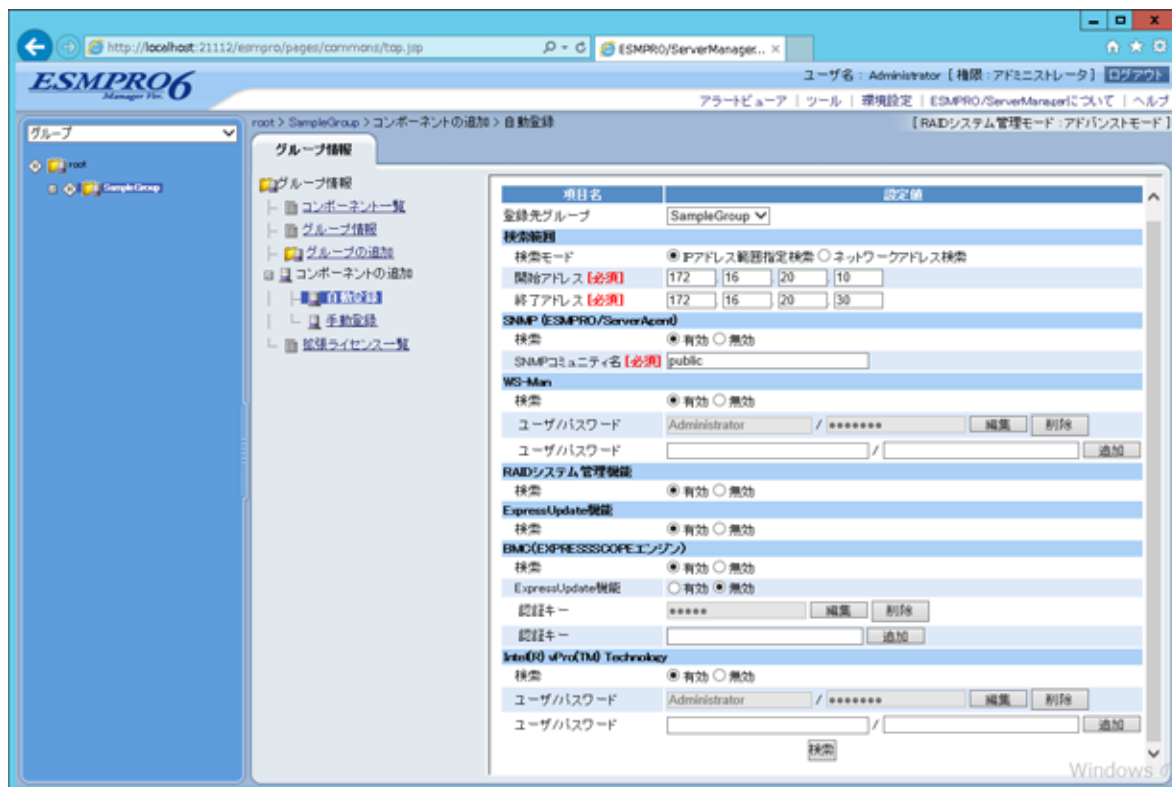 http://localhost:21112/esmpro/pages/commons/top.jsp
ESMPRO/ServerManager...
ESMPRO6
Manager Ver.
ユーザ名 : Administrator [ 権限 : アドミニストレータ ] ログアウト
アラートビューア | ツール | 環境設定 | ESMPRO/ServerManagerについて | ヘルプ
グループ
root > SampleGroup > コンポーネントの追加 > 自動登録
[ RAIDシステム管理モード : アドバンストモード ]
root
SampleGroup
グループ情報
グループ情報
コンポーネント一覧
グループ情報
グループの追加
コンポーネントの追加
自動登録
手動登録
拡張ライセンス一覧
項目名 設定値
登録先グループ SampleGroup
検索範囲
検索モード IPアドレス範囲指定検索 ネットワークアドレス検索
開始アドレス [必須] 172 . 16 . 20 . 10
終了アドレス [必須] 172 . 16 . 20 . 30
SNMP (ESMPRO/ServerAgent)
検索 有効 無効
SNMPコミュニティ名 [必須] public
WS-Man
検索 有効 無効
ユーザ/パスワード Administrator / ●●●●●●● 編集 削除
ユーザ/パスワード / 追加
RAIDシステム管理機能
検索 有効 無効
ExpressUpdate機能
検索 有効 無効
BMC(EXPRESSSCOPEエンジン)
検索 有効 無効
ExpressUpdate機能 有効 無効
認証キー ●●●●● 編集 削除
認証キー 追加
Intel(R) vPro(TM) Technology
検索 有効 無効
ユーザ/パスワード Administrator / ●●●●●●● 編集 削除
ユーザ/パスワード / 追加
検索
Windows の